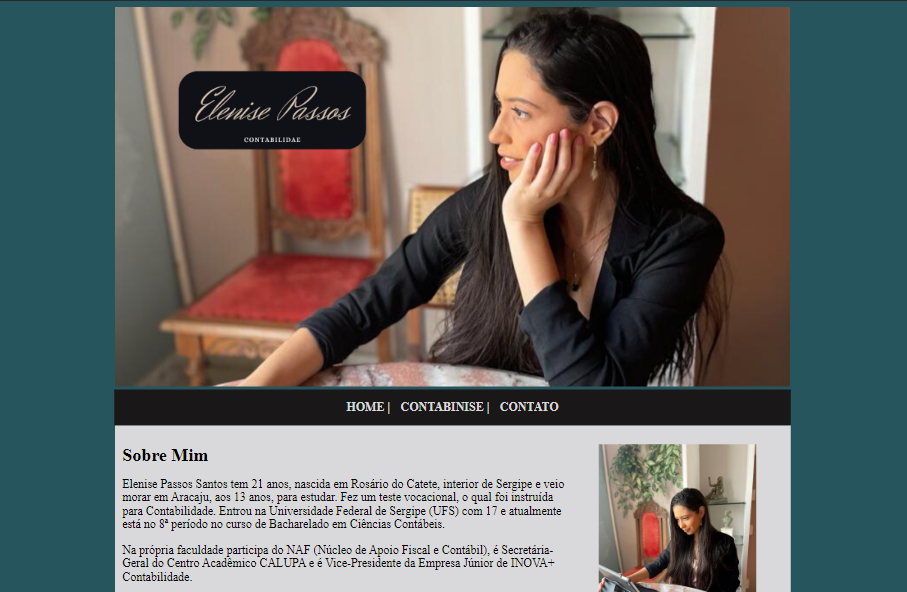 Elenise Passos
CONTABILIDAE
HOME | CONTABINISE | CONTATO
Sobre Mim
Elenise Passos Santos tem 21 anos, nascida em Rosário do Catete, interior de Sergipe e veio
morar em Aracaju, aos 13 anos, para estudar. Fez um teste vocacional, o qual foi instruída
para Contabilidade. Entrou na Universidade Federal de Sergipe (UFS) com 17 e atualmente
está no 8º período no curso de Bacharelado em Ciências Contábeis.
Na própria faculdade participa do NAF (Núcleo de Apoio Fiscal e Contábil), é Secretária-
Geral do Centro Acadêmico CALUPA e é Vice-Presidente da Empresa Júnior de INOVA+
Contabilidade.